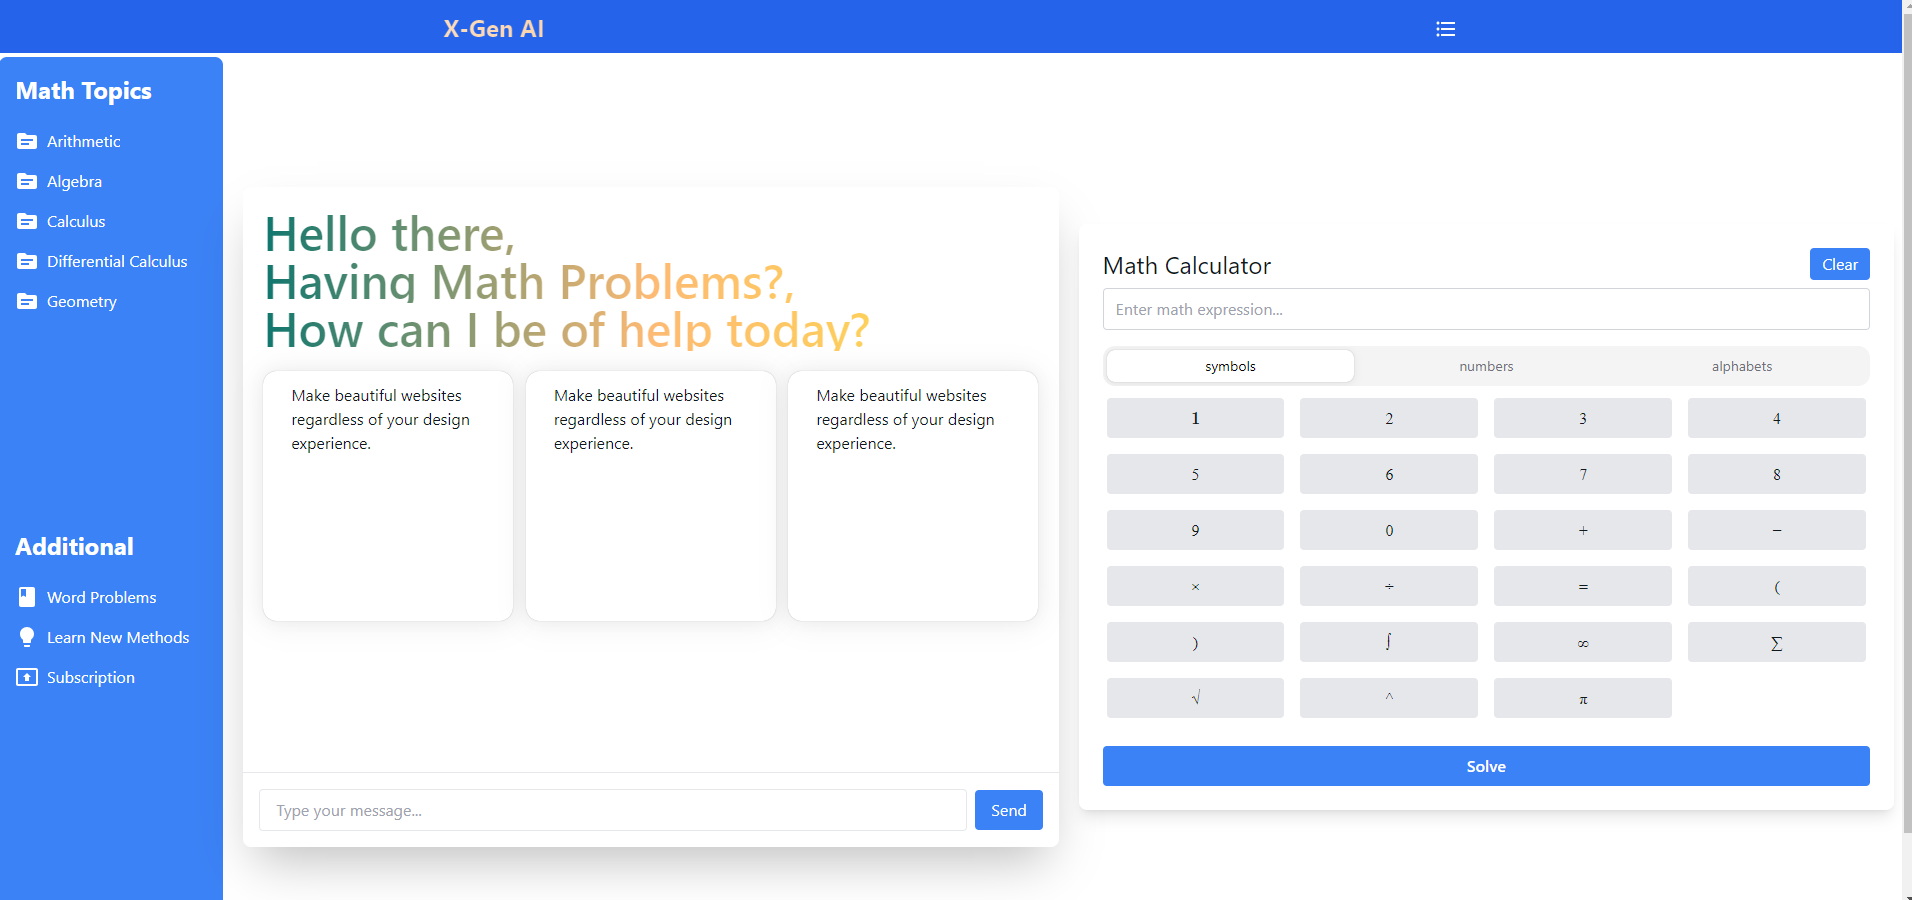 X-Gen AI
Math Topics
Arithmetic
Algebra
Calculus
Differential Calculus
Geometry
Additional
Word Problems
Learn New Methods
Subscription
Hello there,
Having Math Problems?,
How can I be of help today?
Make beautiful websites
regardless of your design
experience.
Make beautiful websites
regardless of your design
experience.
Make beautiful websites
regardless of your design
experience.
Type your message...
Send
Math Calculator
Clear
Enter math expression...
symbols numbers alphabets
1 2 3 4
5 6 7 8
9 0 + −
× ÷ = (
) ∫ ∞ ∑
√ ^ π
Solve